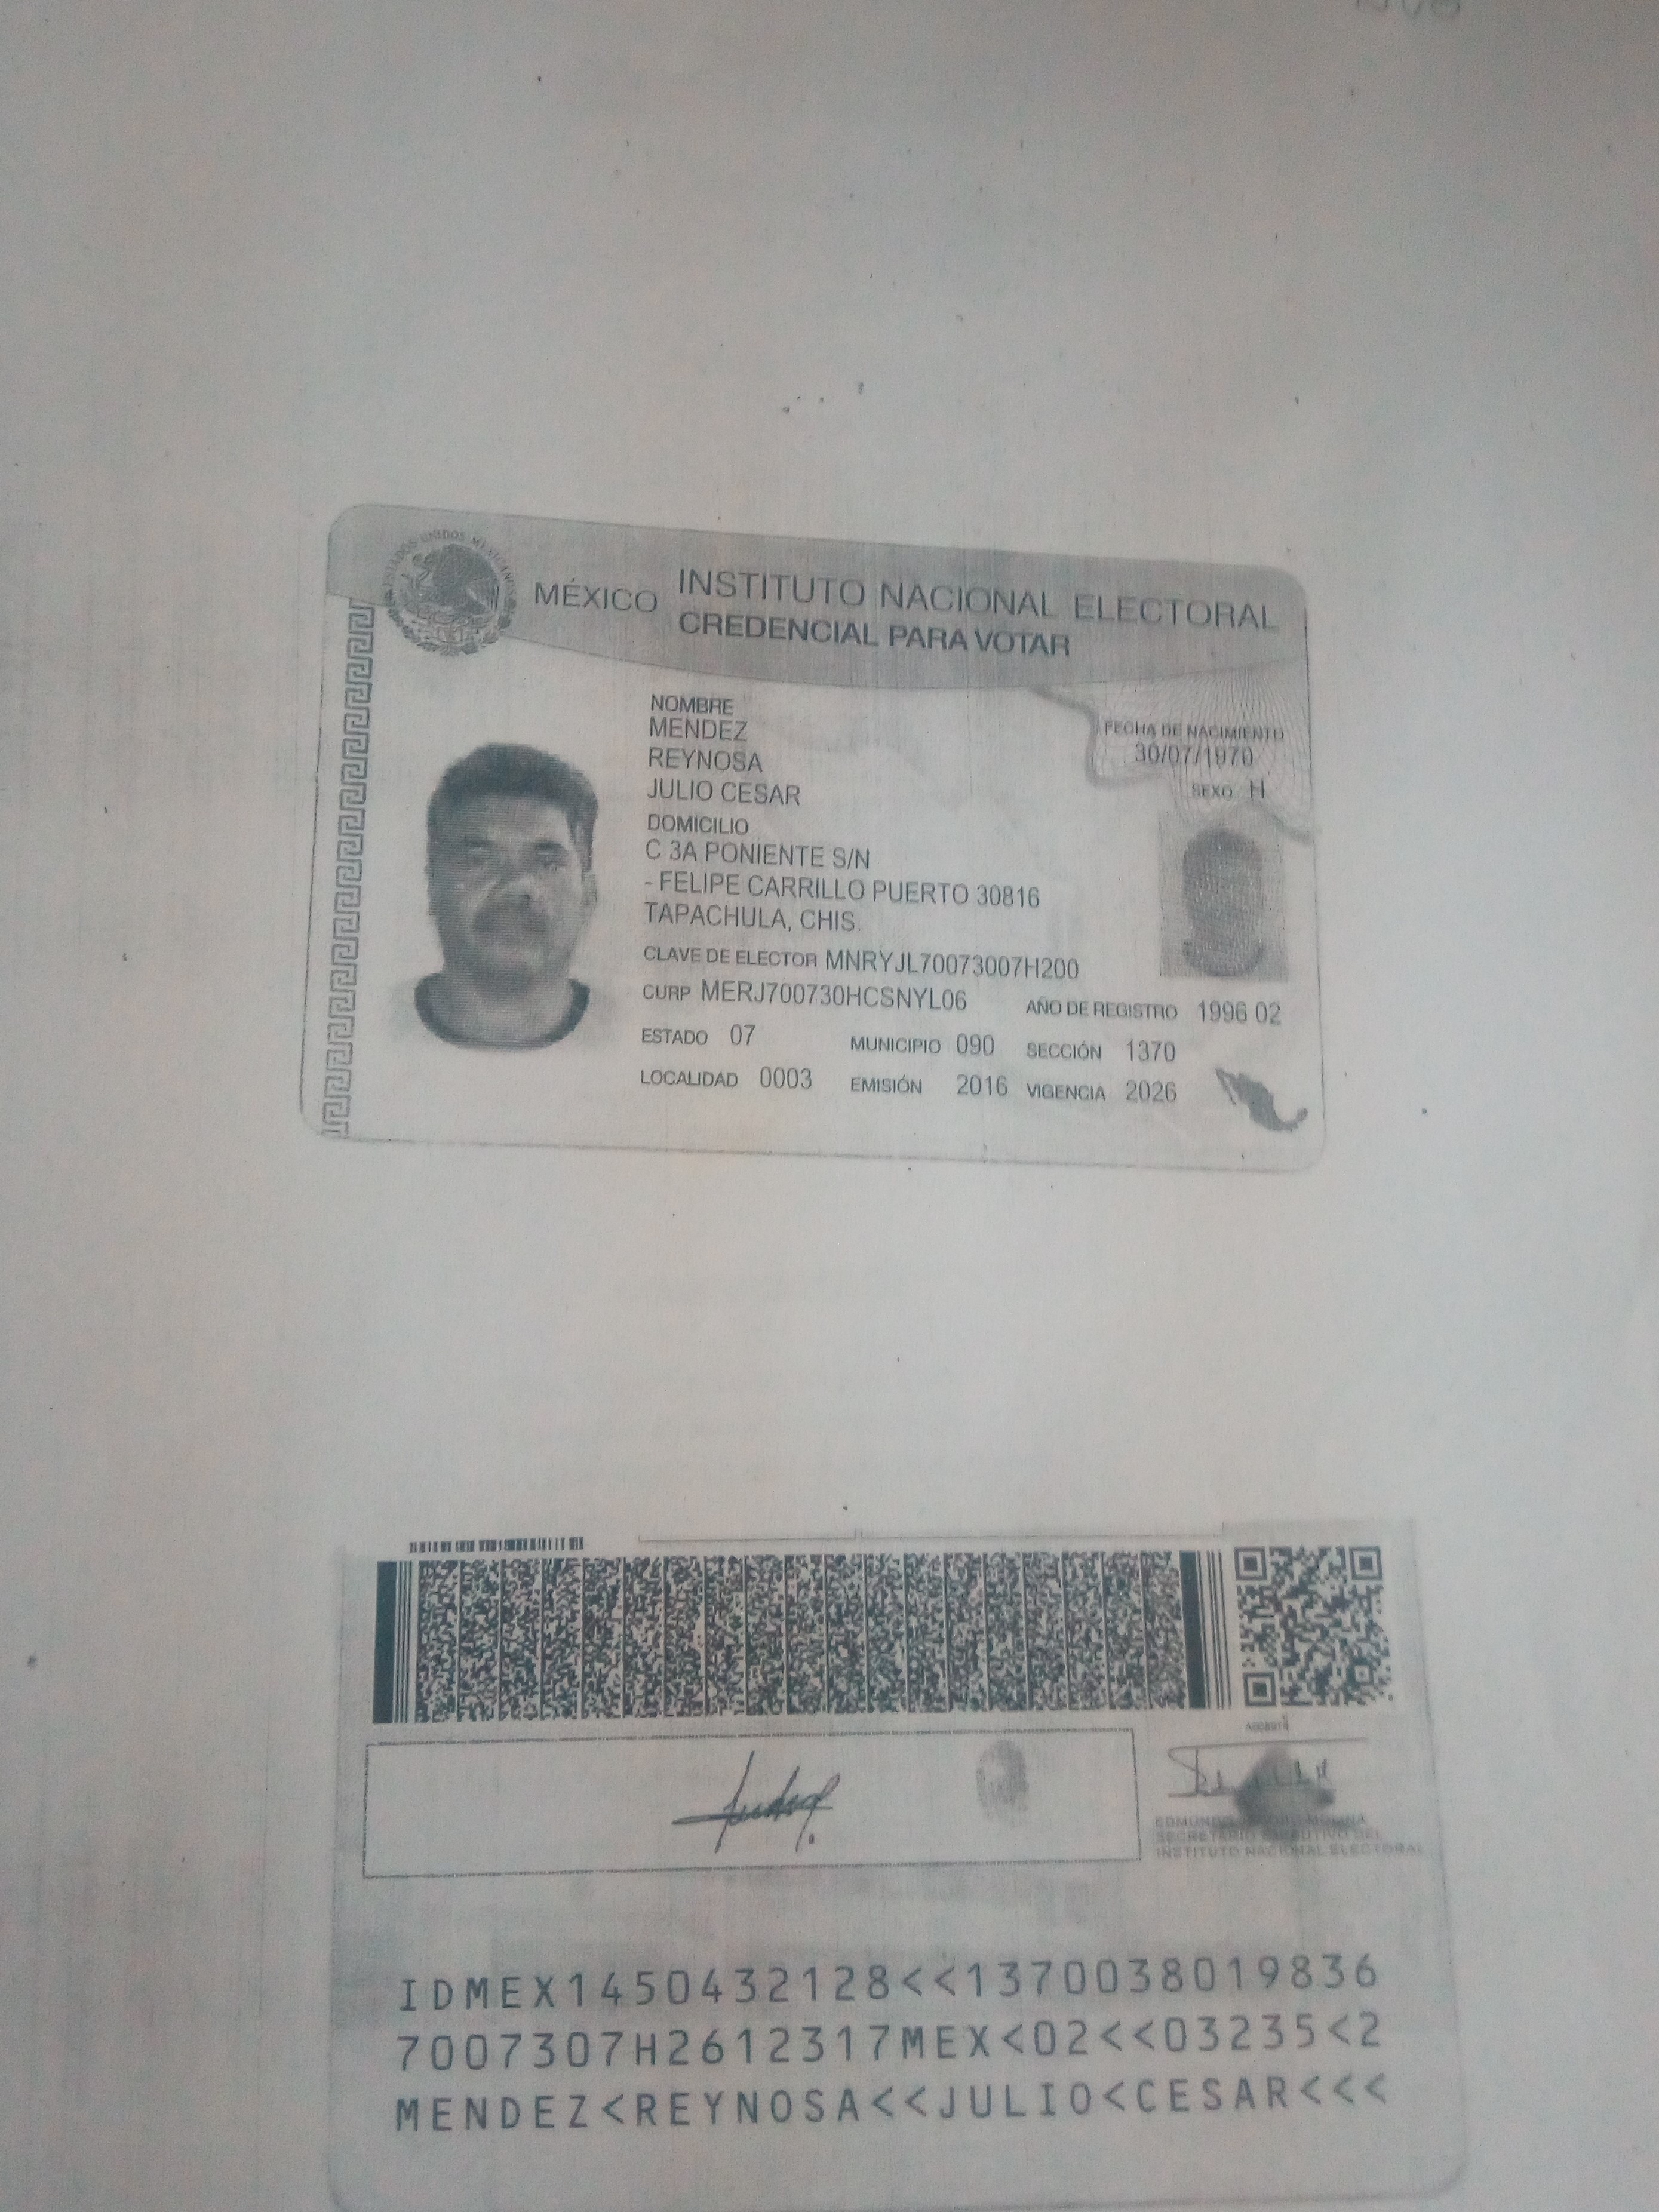 ESTADOS UNIDOS MEXICANOS
MÉXICO INSTITUTO NACIONAL ELECTORAL
CREDENCIAL PARA VOTAR
NOMBRE
MENDEZ
REYNOSA
JULIO CESAR
FECHA DE NACIMIENTO
30/07/1970
SEXO H
DOMICILIO
C 3A PONIENTE S/N
- FELIPE CARRILLO PUERTO 30816
TAPACHULA, CHIS.
CLAVE DE ELECTOR MNRYJL70073007H200
CURP MERJ700730HCSNYL06 AÑO DE REGISTRO 1996 02
ESTADO 07 MUNICIPIO 090 SECCIÓN 1370
LOCALIDAD 0003 EMISIÓN 2016 VIGENCIA 2026
SECRETARIO EJECUTIVO DEL
INSTITUTO NACIONAL ELECTORAL
IDMEX1450432128<<1370038019836
7007307H2612317MEX<02<<03235<2
MENDEZ<REYNOSA<<JULIO<CESAR<<<